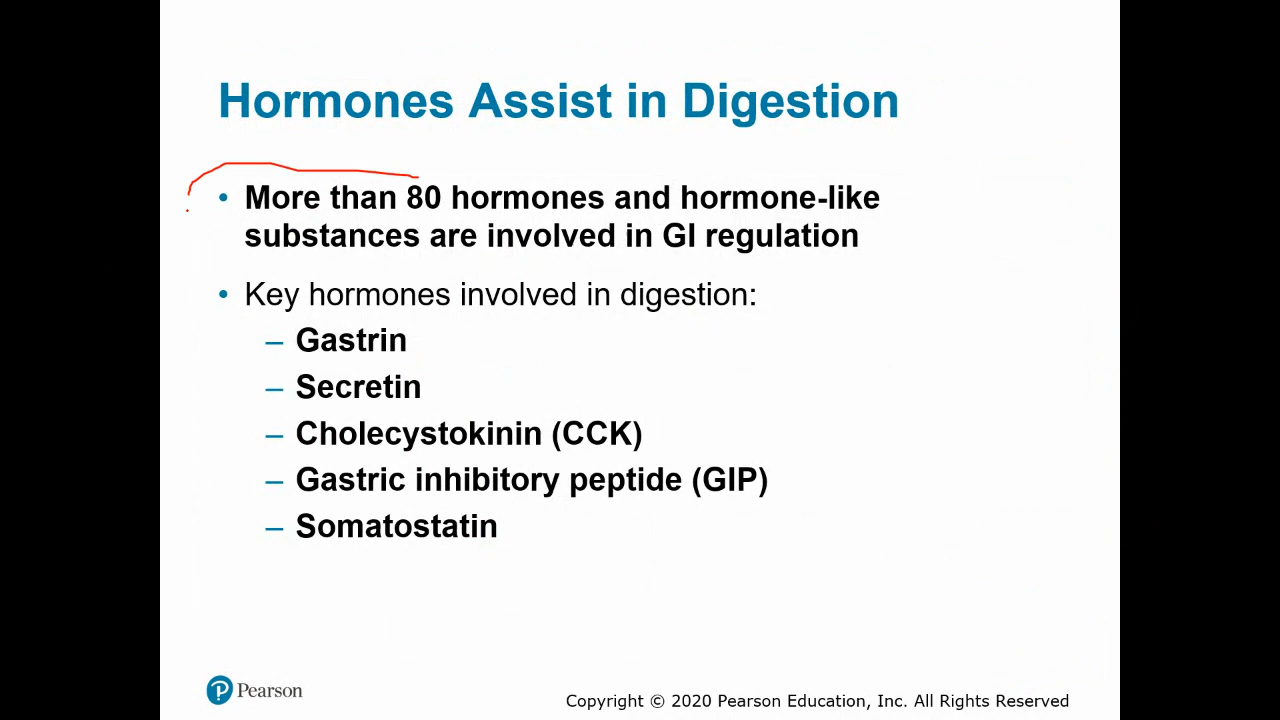 Hormones Assist in Digestion
• More than 80 hormones and hormone-like
substances are involved in GI regulation
• Key hormones involved in digestion:
– Gastrin
– Secretin
– Cholecystokinin (CCK)
– Gastric inhibitory peptide (GIP)
– Somatostatin
Pearson
Copyright © 2020 Pearson Education, Inc. All Rights Reserved